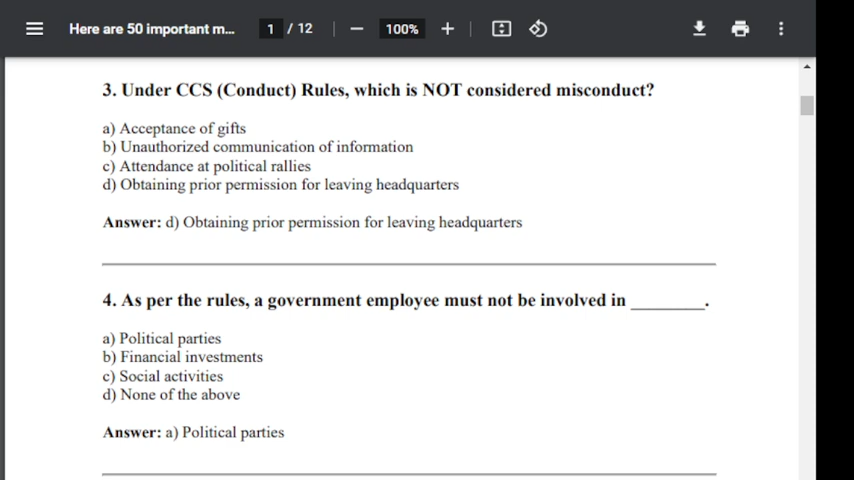 Here are 50 important m... 1 / 12 100%
3. Under CCS (Conduct) Rules, which is NOT considered misconduct?
a) Acceptance of gifts
b) Unauthorized communication of information
c) Attendance at political rallies
d) Obtaining prior permission for leaving headquarters
Answer: d) Obtaining prior permission for leaving headquarters
4. As per the rules, a government employee must not be involved in ________.
a) Political parties
b) Financial investments
c) Social activities
d) None of the above
Answer: a) Political parties